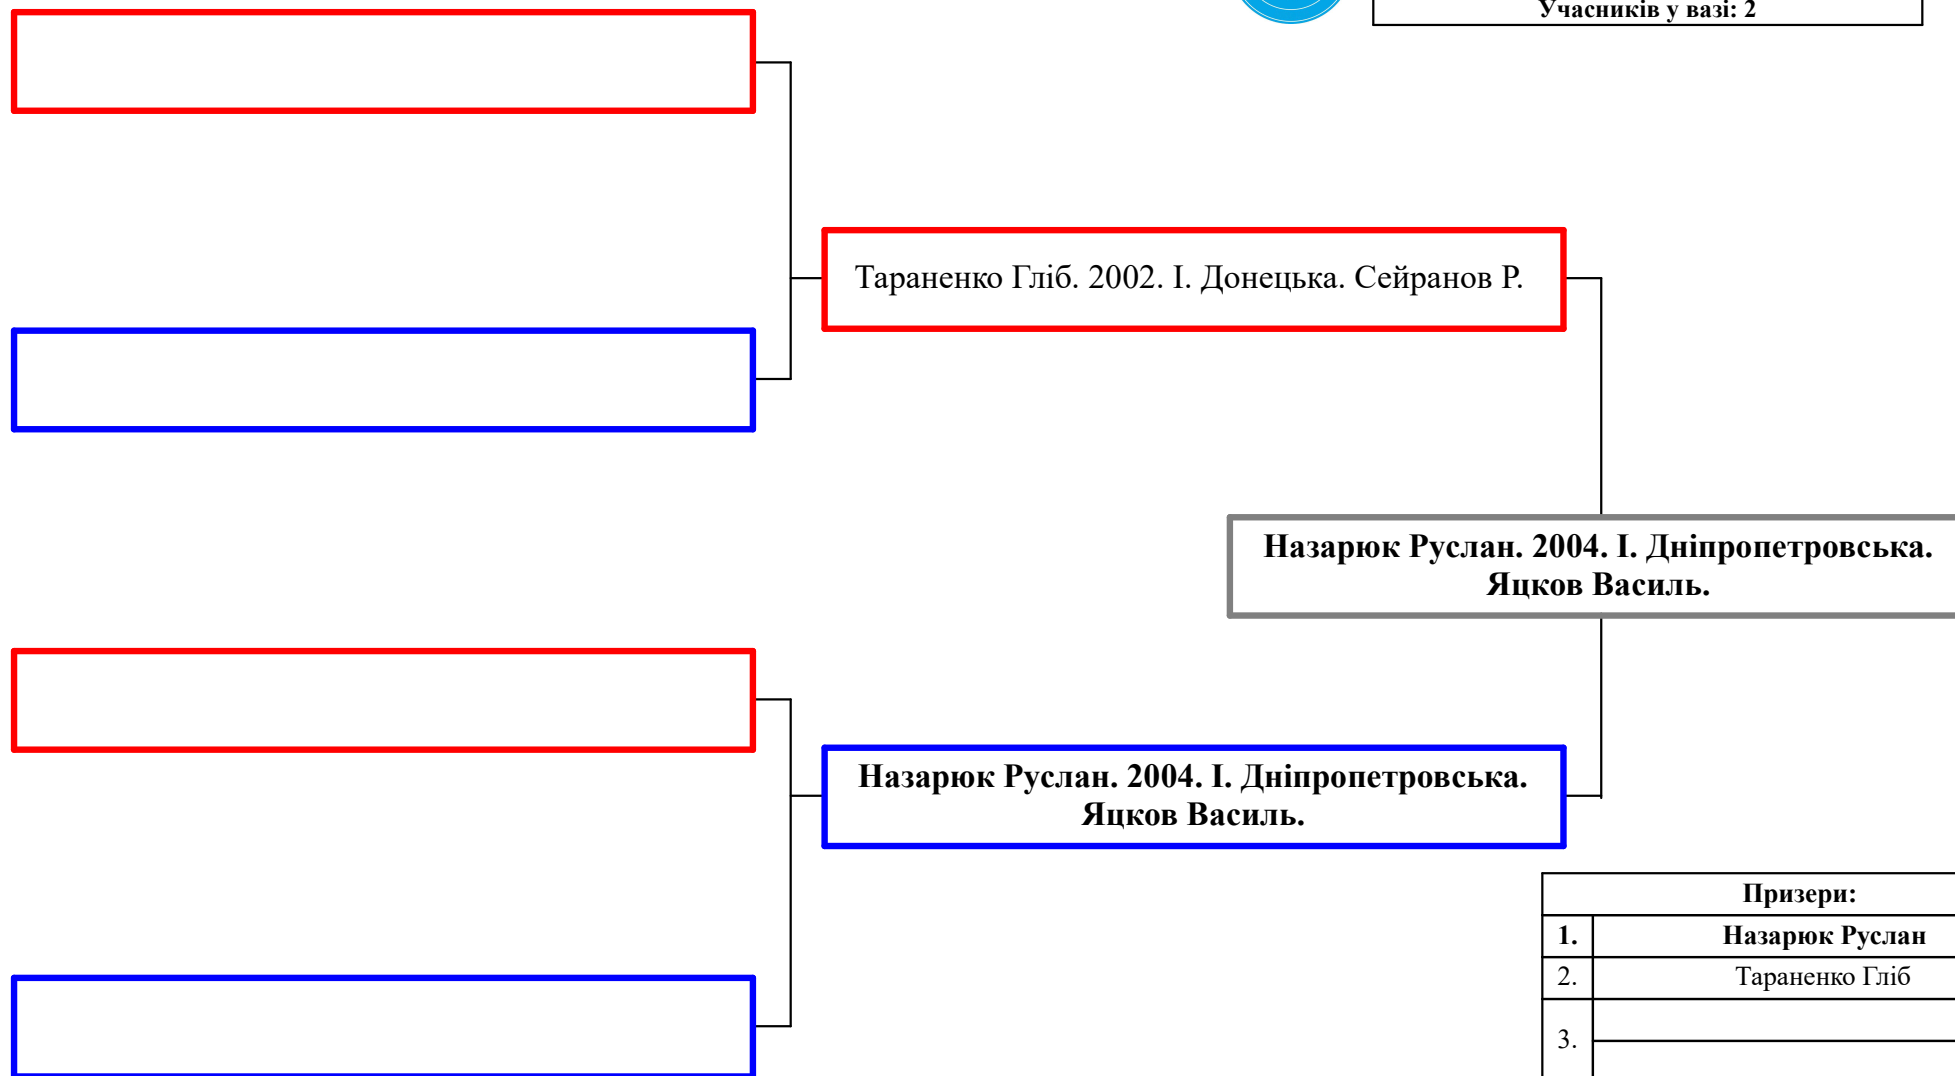 Учасників у вазі: 2
Тараненко Гліб. 2002. І. Донецька. Сейранов Р.
Назарюк Руслан. 2004. І. Дніпропетровська.
Яцков Василь.
Назарюк Руслан. 2004. І. Дніпропетровська.
Яцков Василь.
Призери:
1. Назарюк Руслан
2. Тараненко Гліб
3.